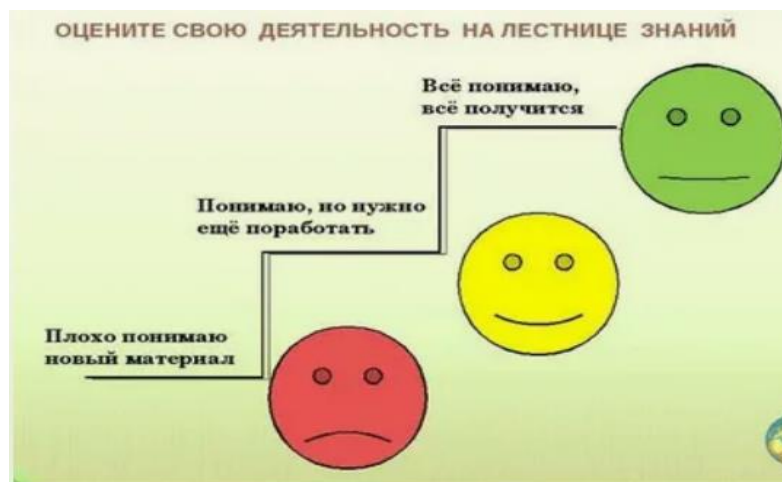 ОЦЕНИТЕ СВОЮ ДЕЯТЕЛЬНОСТЬ НА ЛЕСТНИЦЕ ЗНАНИЙ
Всё понимаю,
всё получится
Понимаю, но нужно
ещё поработать
Плохо понимаю
новый материал